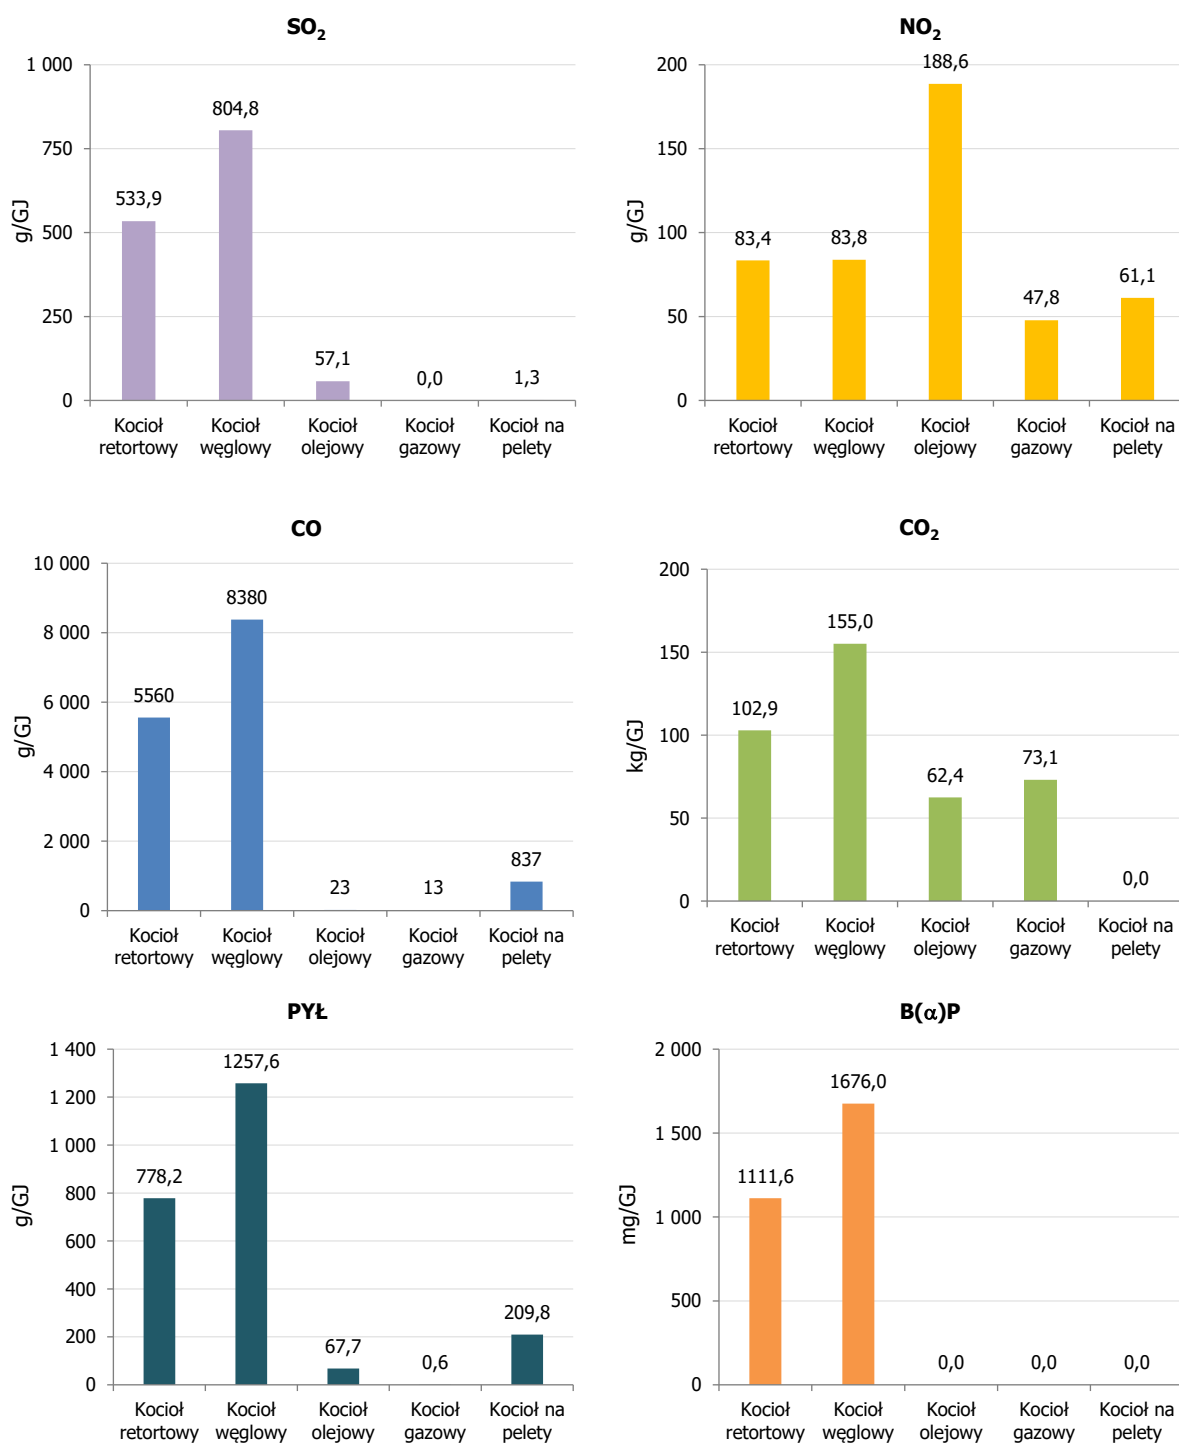 SO₂
1 000
750
500
250
0
g/GJ
533,9
804,8
57,1
0,0
1,3
Kocioł retortowy
Kocioł węglowy
Kocioł olejowy
Kocioł gazowy
Kocioł na pelety
NO₂
200
150
100
50
0
g/GJ
83,4
83,8
188,6
47,8
61,1
Kocioł retortowy
Kocioł węglowy
Kocioł olejowy
Kocioł gazowy
Kocioł na pelety
CO
10 000
8 000
6 000
4 000
2 000
0
g/GJ
5560
8380
23
13
837
Kocioł retortowy
Kocioł węglowy
Kocioł olejowy
Kocioł gazowy
Kocioł na pelety
CO₂
200
150
100
50
0
kg/GJ
102,9
155,0
62,4
73,1
0,0
Kocioł retortowy
Kocioł węglowy
Kocioł olejowy
Kocioł gazowy
Kocioł na pelety
PYŁ
1 400
1 200
1 000
800
600
400
200
0
g/GJ
778,2
1257,6
67,7
0,6
209,8
Kocioł retortowy
Kocioł węglowy
Kocioł olejowy
Kocioł gazowy
Kocioł na pelety
B(α)P
2 000
1 500
1 000
500
0
mg/GJ
1111,6
1676,0
0,0
0,0
0,0
Kocioł retortowy
Kocioł węglowy
Kocioł olejowy
Kocioł gazowy
Kocioł na pelety